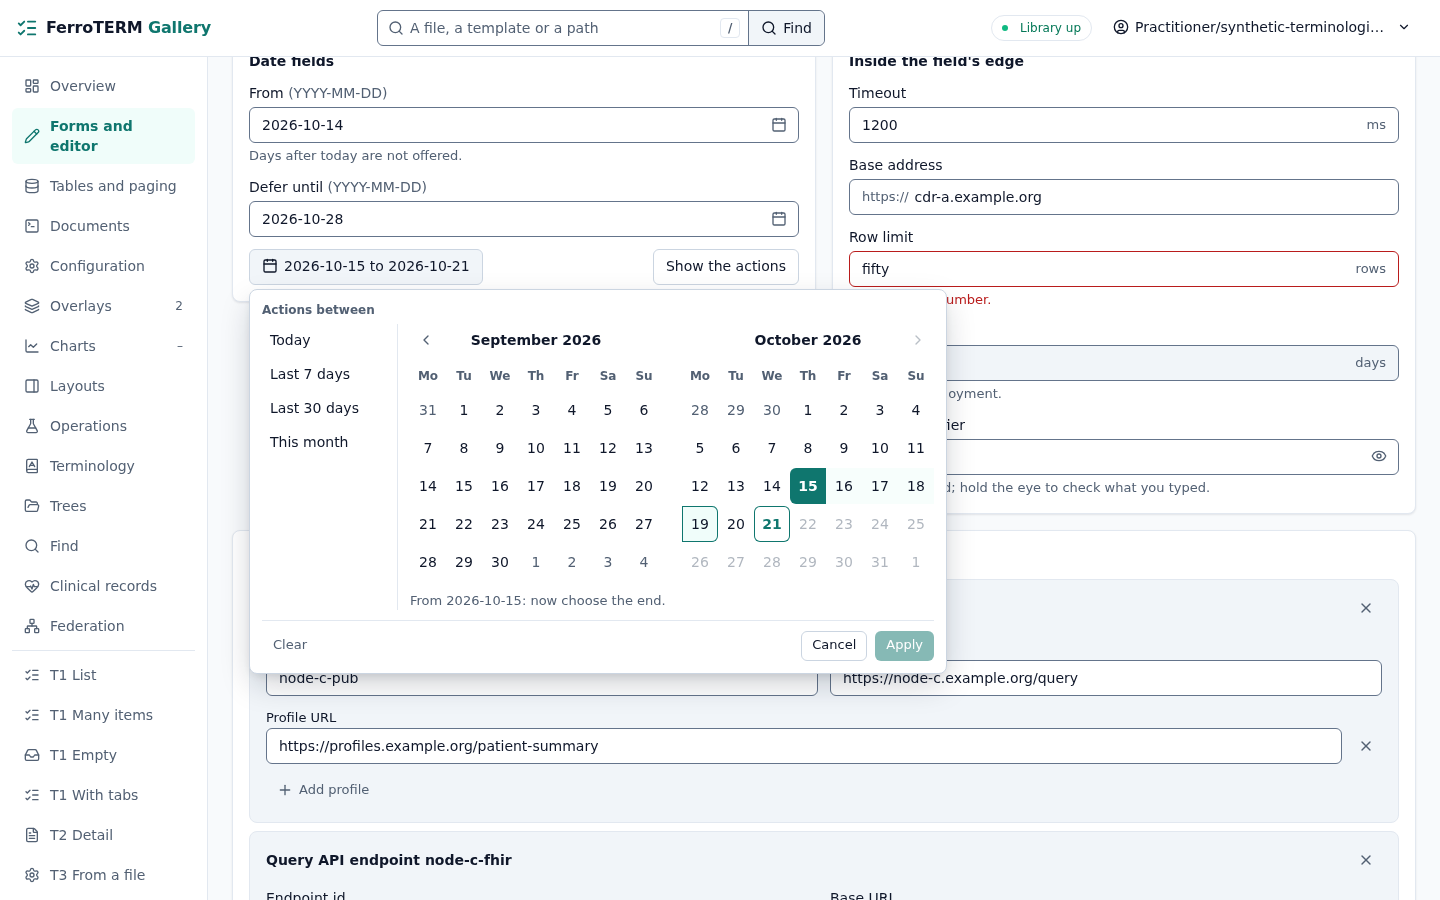 FerroTERM Gallery
A file, a template or a path
/
Find
Library up
Practitioner/synthetic-terminologi...
Overview
Forms and
editor
Tables and paging
Documents
Configuration
Overlays 2
Charts –
Layouts
Operations
Terminology
Trees
Find
Clinical records
Federation
T1 List
T1 Many items
T1 Empty
T1 With tabs
T2 Detail
T3 From a file
Date fields
From (YYYY-MM-DD)
2026-10-14
Days after today are not offered.
Defer until (YYYY-MM-DD)
2026-10-28
2026-10-15 to 2026-10-21
Show the actions
Inside the field's edge
Timeout
1200 ms
Base address
https:// cdr-a.example.org
Row limit
fifty rows
umber.
days
oyment.
ier
d; hold the eye to check what you typed.
Actions between
Today
Last 7 days
Last 30 days
This month
September 2026
Mo Tu We Th Fr Sa Su
31 1 2 3 4 5 6
7 8 9 10 11 12 13
14 15 16 17 18 19 20
21 22 23 24 25 26 27
28 29 30 1 2 3 4
October 2026
Mo Tu We Th Fr Sa Su
28 29 30 1 2 3 4
5 6 7 8 9 10 11
12 13 14 15 16 17 18
19 20 21 22 23 24 25
26 27 28 29 30 31 1
From 2026-10-15: now choose the end.
Clear
Cancel
Apply
node-c-pub
https://node-c.example.org/query
Profile URL
https://profiles.example.org/patient-summary
Add profile
Query API endpoint node-c-fhir
Endpoint id
Base URL